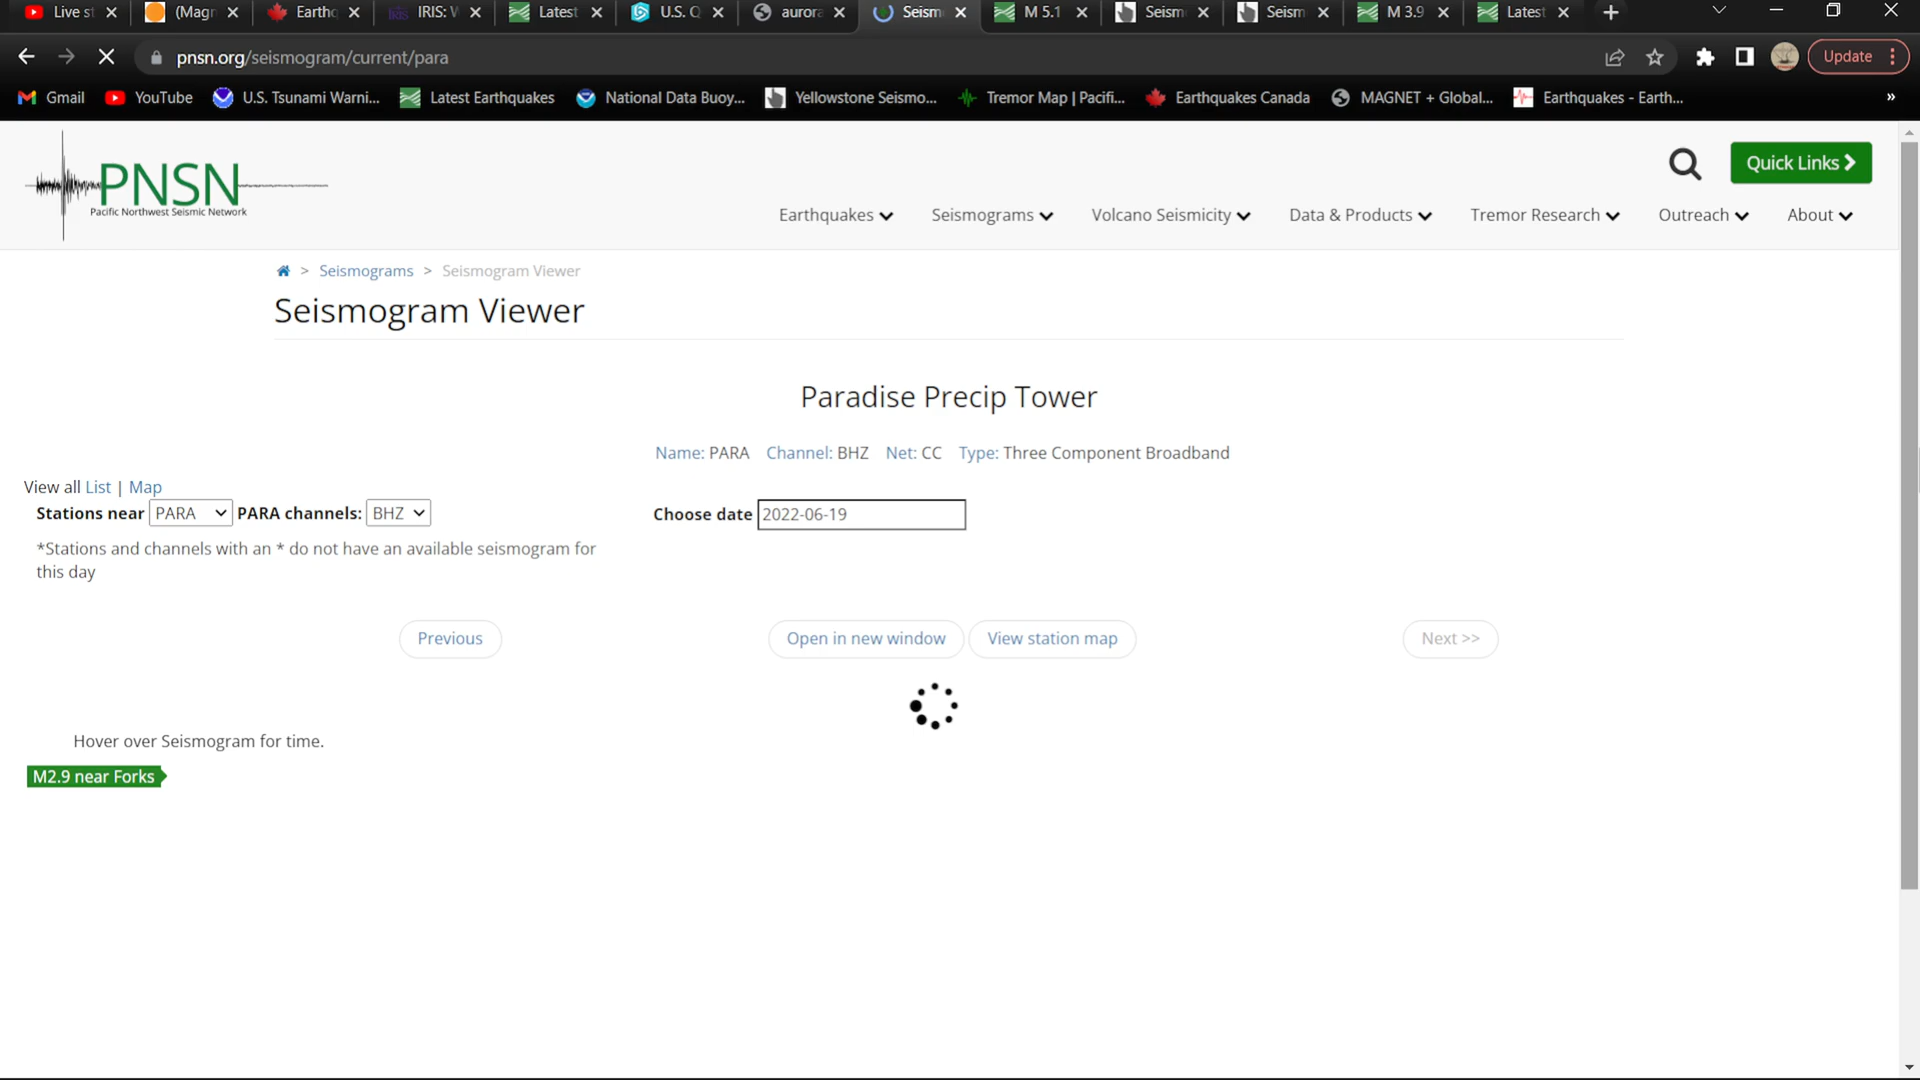 Live st
(Magn
Earthq
IRIS: W
Latest
U.S. Q
aurora
Seism
M 5.1
Seism
Seism
M 3.9
Latest
pnsn.org/seismogram/current/para
Update
Gmail
YouTube
U.S. Tsunami Warni...
Latest Earthquakes
National Data Buoy...
Yellowstone Seismo...
Tremor Map | Pacifi...
Earthquakes Canada
MAGNET + Global...
Earthquakes - Earth...
»
PNSN
Pacific Northwest Seismic Network
Quick Links
Earthquakes
Seismograms
Volcano Seismicity
Data & Products
Tremor Research
Outreach
About
> Seismograms > Seismogram Viewer
Seismogram Viewer
Paradise Precip Tower
Name: PARA Channel: BHZ Net: CC Type: Three Component Broadband
View all List | Map
Stations near PARA PARA channels: BHZ
Choose date 2022-06-19
*Stations and channels with an * do not have an available seismogram for
this day
Previous
Open in new window
View station map
Next >>
Hover over Seismogram for time.
M2.9 near Forks